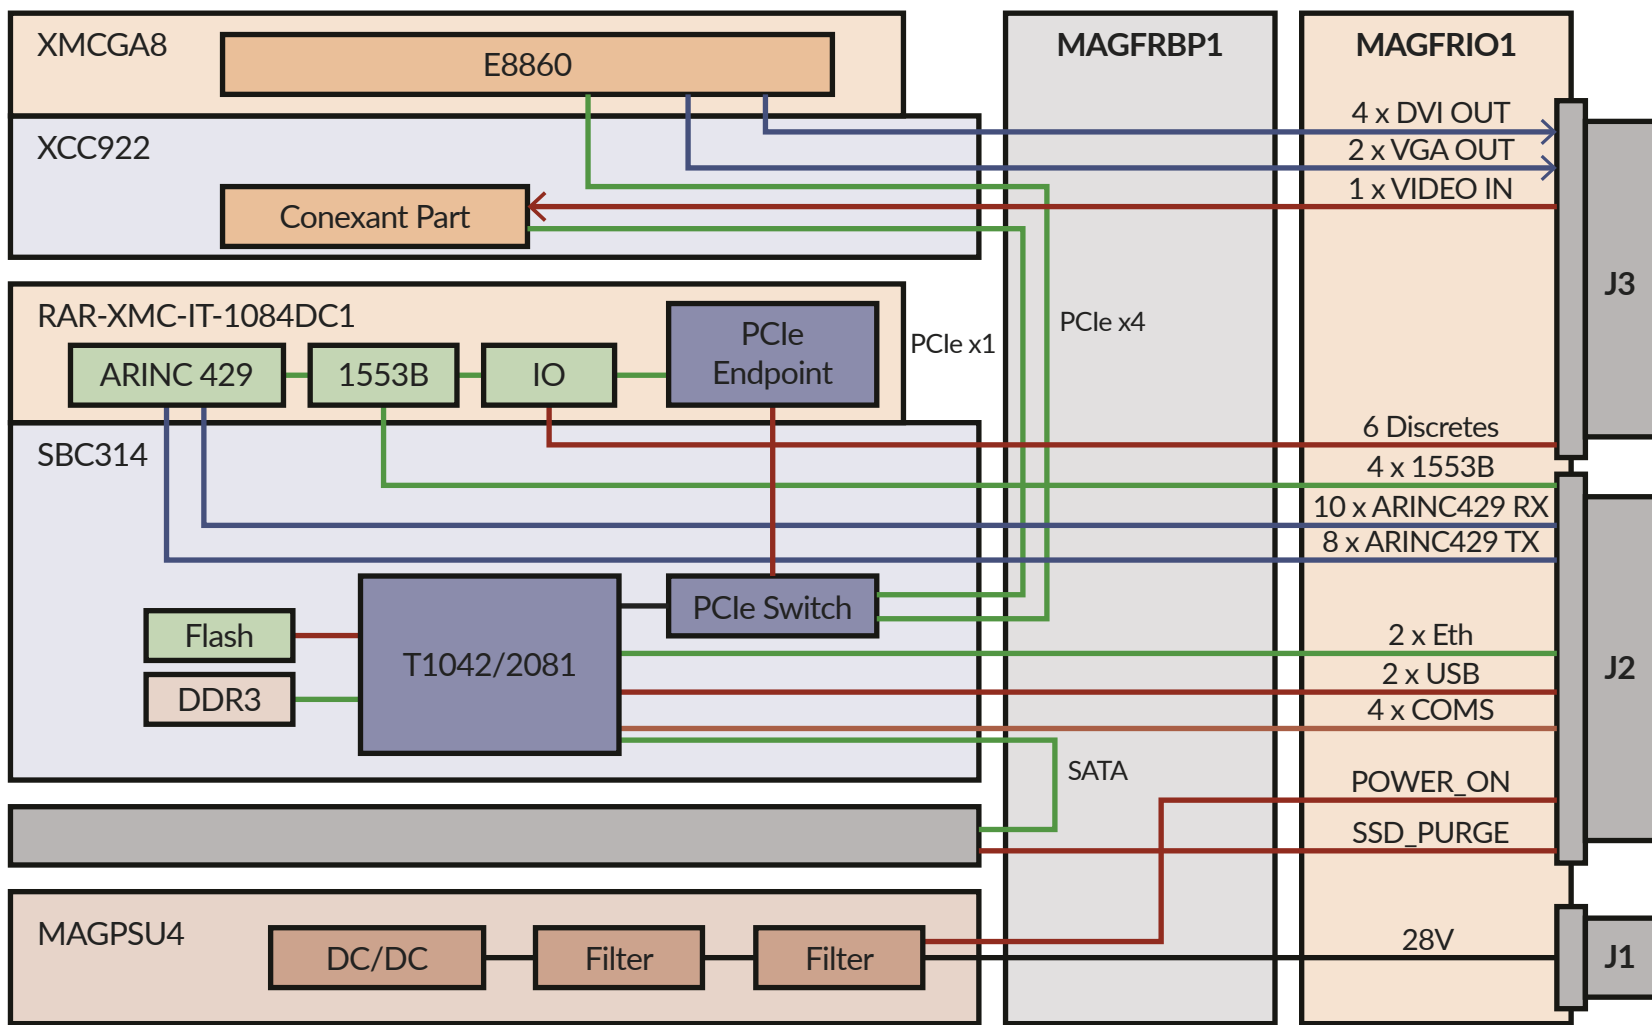 XMCGA8
E8860
MAGFRBP1
MAGFRIO1
XCC922
4 x DVI OUT
2 x VGA OUT
1 x VIDEO IN
Conexant Part
J3
RAR-XMC-IT-1084DC1
PCIe
Endpoint
PCIe x1
PCIe x4
ARINC 429
1553B
IO
6 Discretes
SBC314
4 x 1553B
10 x ARINC429 RX
8 x ARINC429 TX
PCIe Switch
Flash
T1042/2081
DDR3
2 x Eth
2 x USB
4 x COMS
J2
SATA
POWER_ON
SSD_PURGE
MAGPSU4
DC/DC
Filter
Filter
28V
J1